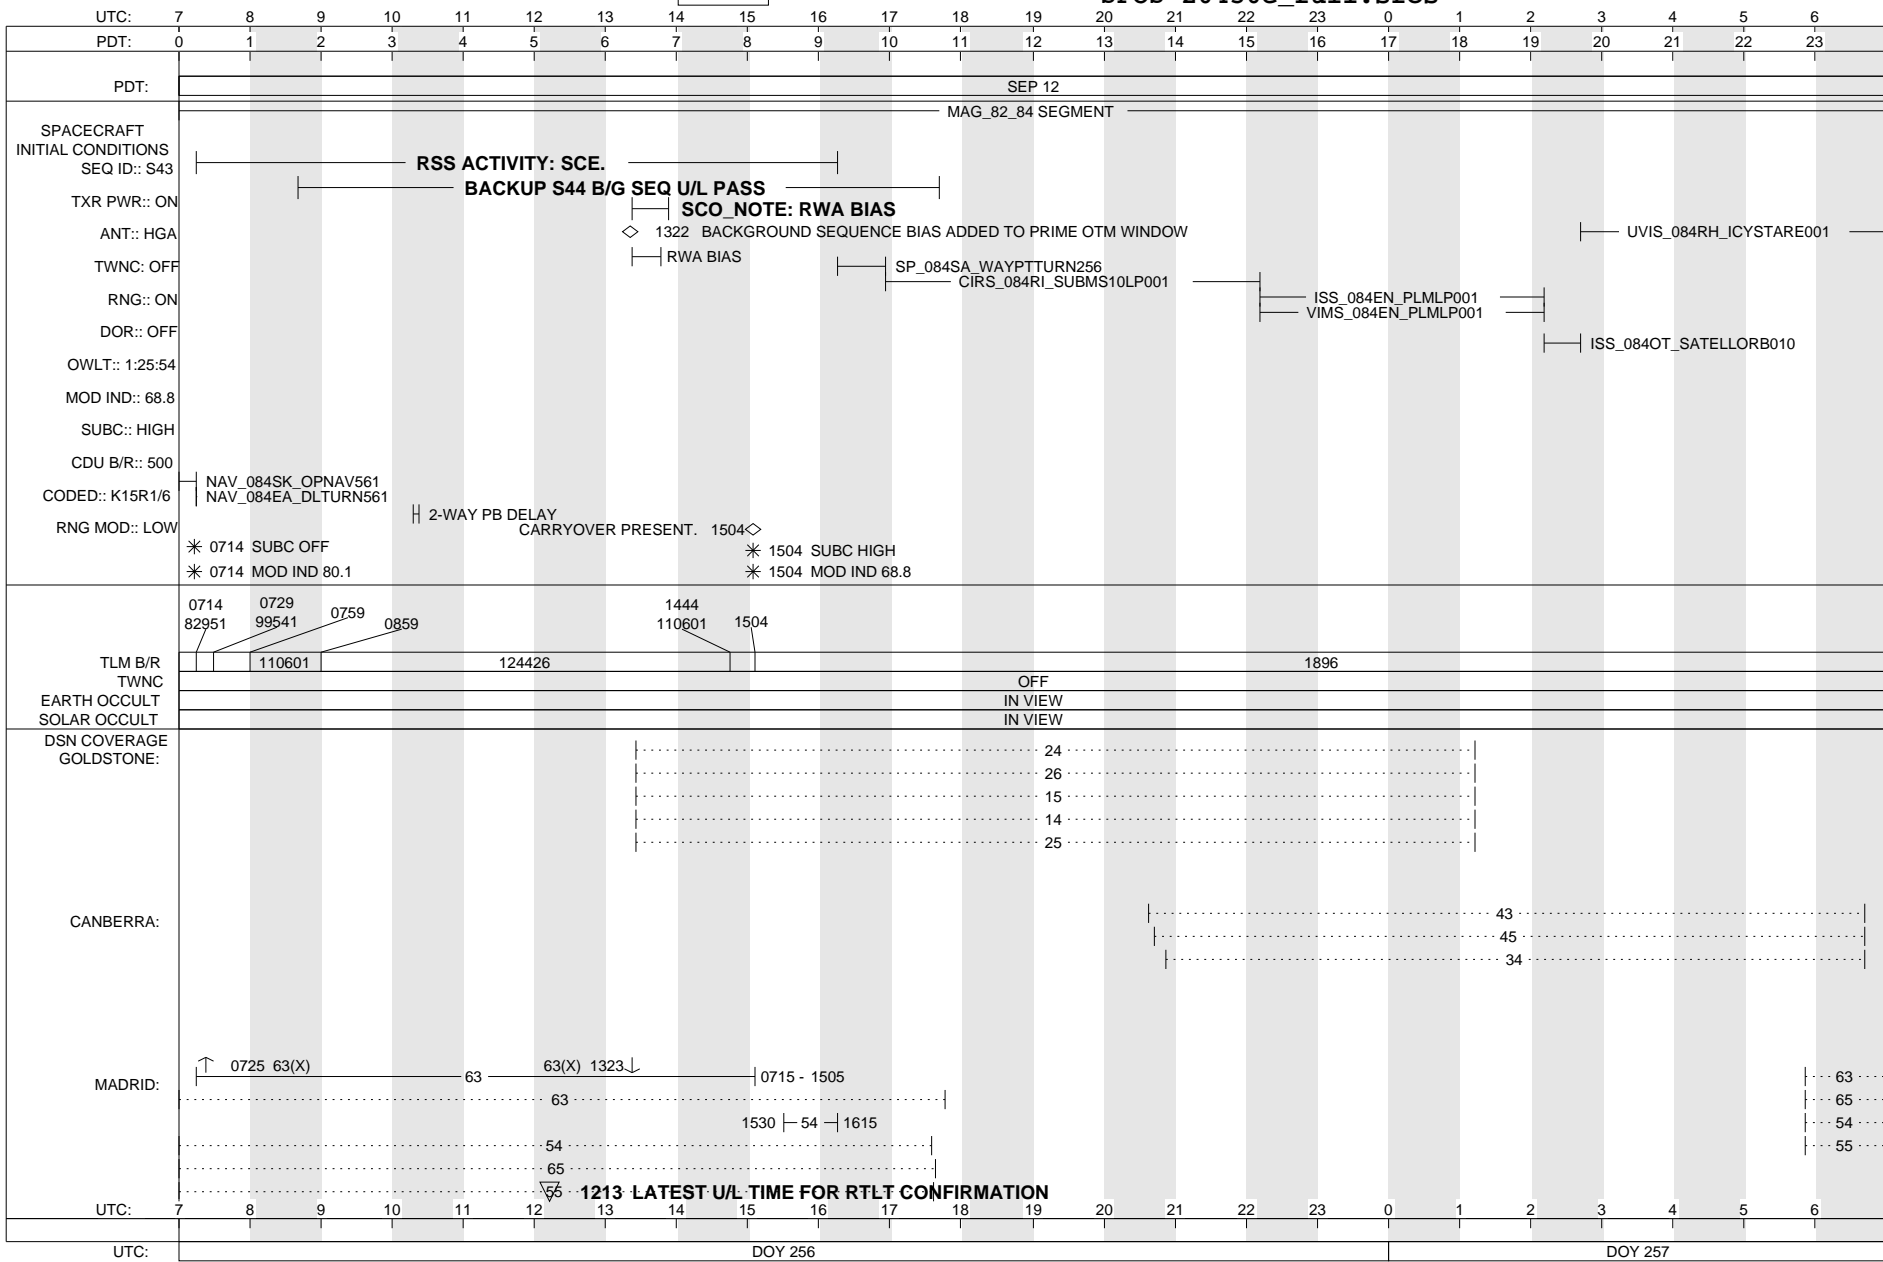 UTC: 7 8 9 10 11 12 13 14 15 16 17 18 19 20 21 22 23 0 1 2 3 4 5 6
PDT: 0 1 2 3 4 5 6 7 8 9 10 11 12 13 14 15 16 17 18 19 20 21 22 23
PDT: SEP 12
MAG_82_84 SEGMENT
SPACECRAFT
INITIAL CONDITIONS
SEQ ID:: S43
RSS ACTIVITY: SCE.
BACKUP S44 B/G SEQ U/L PASS
TXR PWR:: ON
SCO_NOTE: RWA BIAS
ANT:: HGA
1322 BACKGROUND SEQUENCE BIAS ADDED TO PRIME OTM WINDOW
UVIS_084RH_ICYSTARE001
RWA BIAS
TWNC: OFF
SP_084SA_WAYPTTURN256
CIRS_084RI_SUBMS10LP001
RNG:: ON
ISS_084EN_PLMLP001
VIMS_084EN_PLMLP001
DOR:: OFF
ISS_084OT_SATELLORB010
OWLT:: 1:25:54
MOD IND:: 68.8
SUBC:: HIGH
CDU B/R:: 500
NAV_084SK_OPNAV561
CODED:: K15R1/6
NAV_084EA_DLTURN561
2-WAY PB DELAY
RNG MOD:: LOW
CARRYOVER PRESENT. 1504
0714 SUBC OFF
1504 SUBC HIGH
0714 MOD IND 80.1
1504 MOD IND 68.8
0714 0729 0759 1444
82951 99541 0859 110601 1504
TLM B/R 110601 124426 1896
TWNC OFF
EARTH OCCULT IN VIEW
SOLAR OCCULT IN VIEW
DSN COVERAGE
GOLDSTONE:
24
26
15
14
25
CANBERRA:
43
45
34
MADRID:
0725 63(X) 63(X) 1323
63 0715 - 1505 63
63 65
1530 54 1615 54
54 55
65
55 1213 LATEST U/L TIME FOR RTLT CONFIRMATION
UTC: 7 8 9 10 11 12 13 14 15 16 17 18 19 20 21 22 23 0 1 2 3 4 5 6
UTC: DOY 256 DOY 257